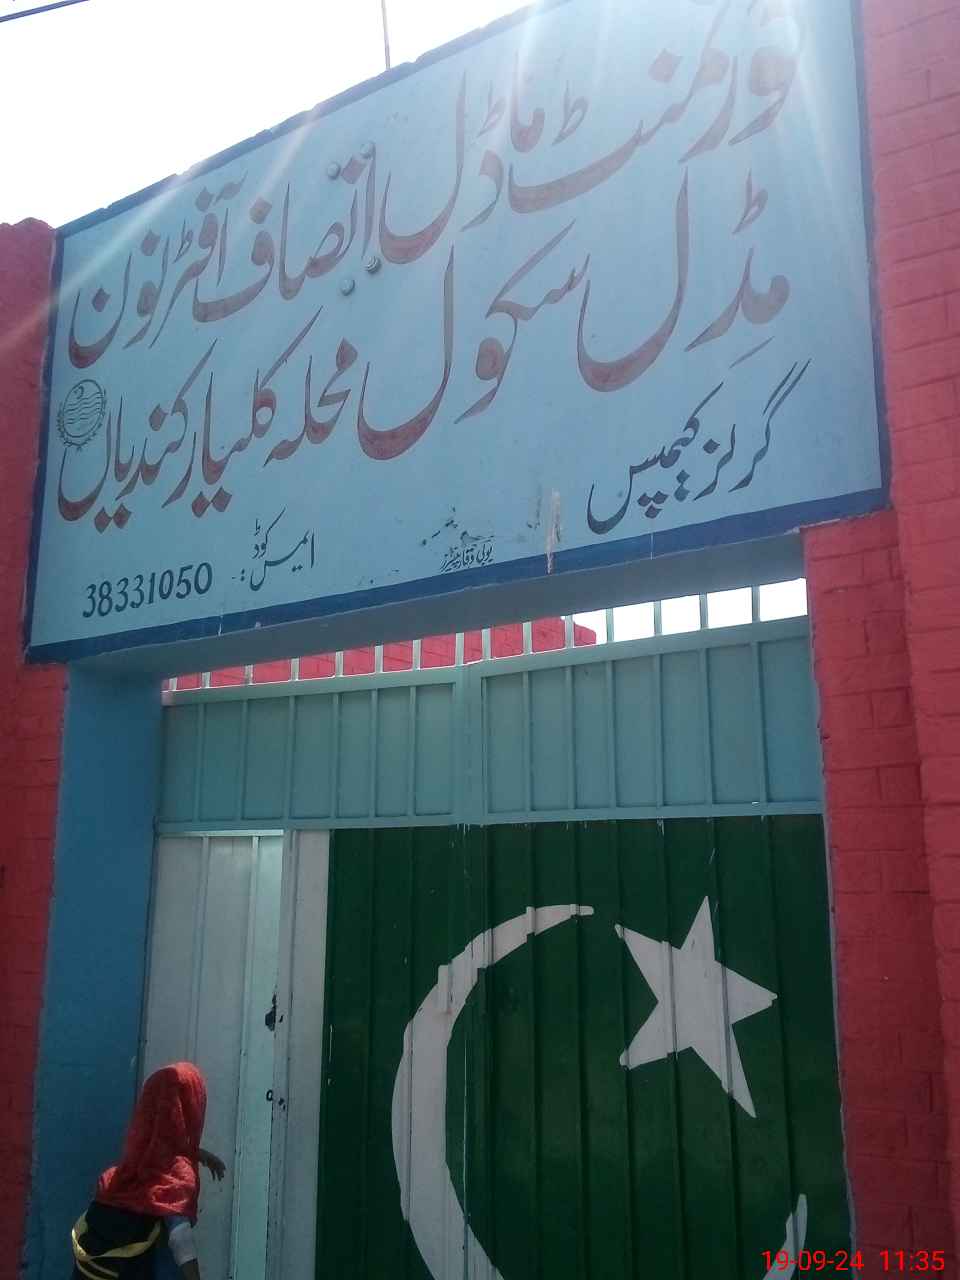 گورنمنٹ ماڈل انصاف آفٹرنون
مڈل سکول محلہ کلیار کندیاں
گرلز کیمپس
ایمس کوڈ: 38331050
19-09-24 11:35